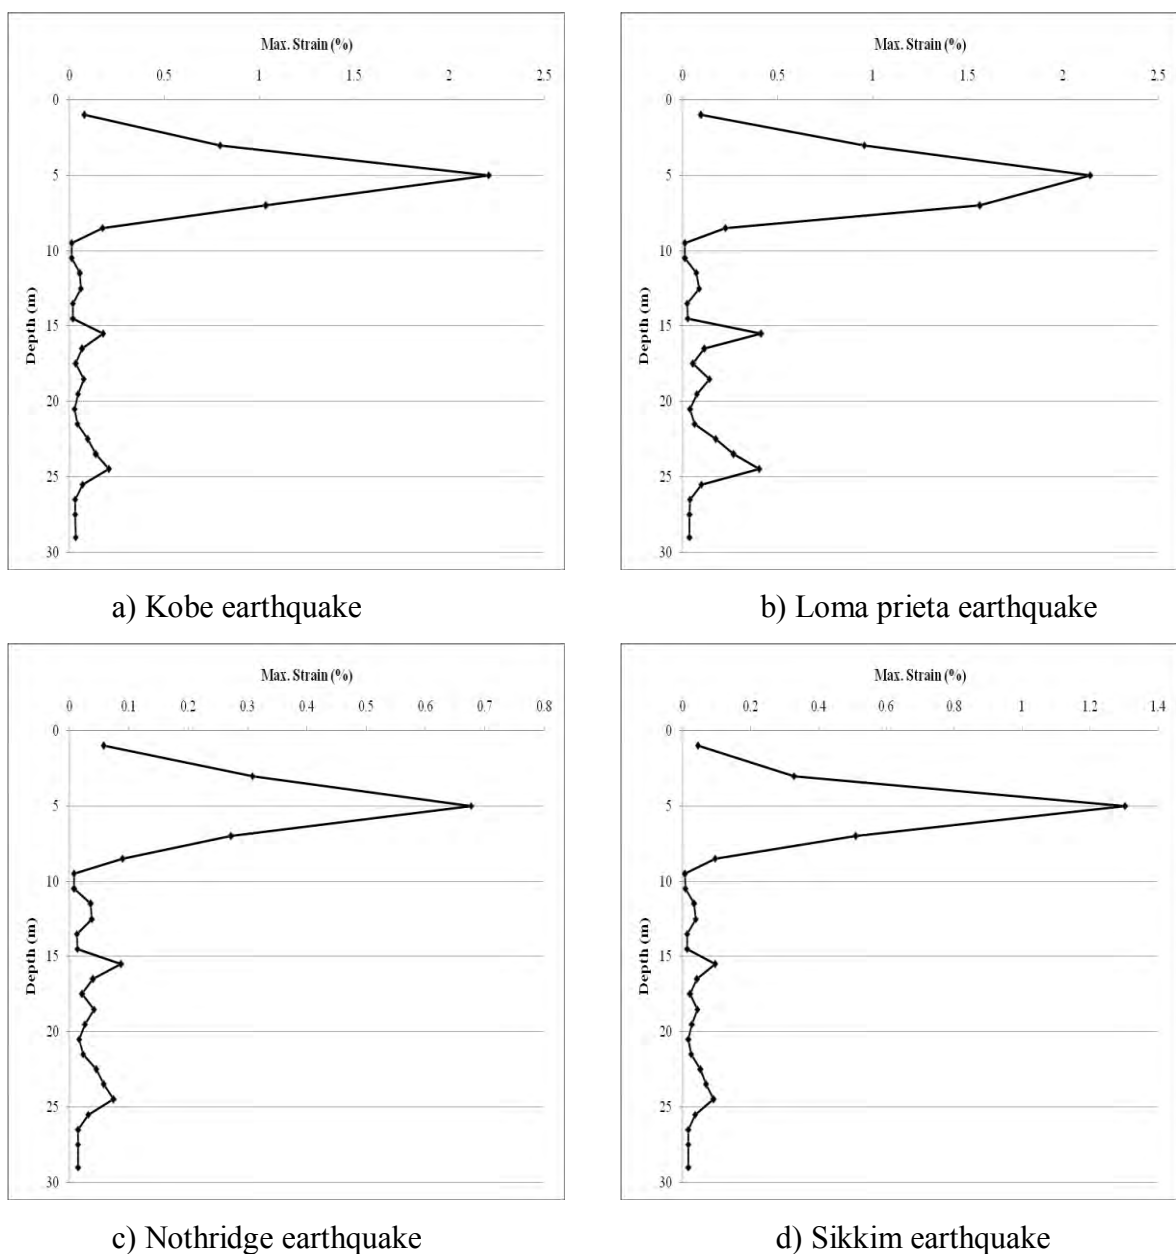 Max. Strain (%)
0 0.5 1 1.5 2 2.5
0
5
10
15
20
25
30
Depth (m)
a) Kobe earthquake
Max. Strain (%)
0 0.5 1 1.5 2 2.5
0
5
10
15
20
25
30
Depth (m)
b) Loma prieta earthquake
Max. Strain (%)
0 0.1 0.2 0.3 0.4 0.5 0.6 0.7 0.8
0
5
10
15
20
25
30
Depth (m)
c) Nothridge earthquake
Max. Strain (%)
0 0.2 0.4 0.6 0.8 1 1.2 1.4
0
5
10
15
20
25
30
Depth (m)
d) Sikkim earthquake